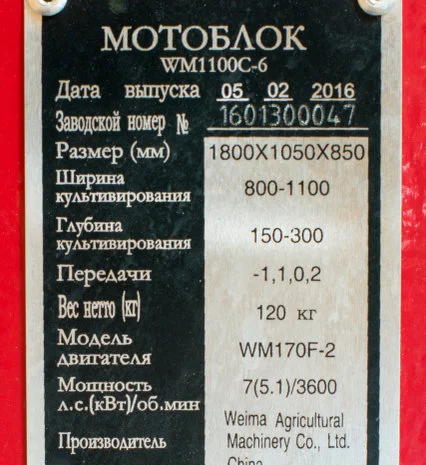 МОТОБЛОК
WM1100C-6
Дата выпуска 05 02 2016
Заводской номер № 1601300047
Размер (мм) 1800X1050X850
Ширина
культивирования 800-1100
Глубина
культивирования 150-300
Передачи -1,1,0,2
Вес нетто (кг) 120 кг
Модель
двигателя WM170F-2
Мощность
л.с.(кВт)/об.мин 7(5.1)/3600
Производитель Weima Agricultural
Machinery Co., Ltd.
China